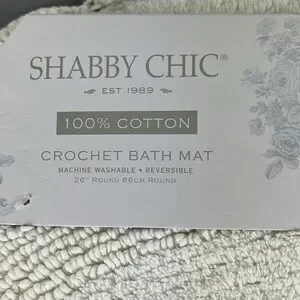 SHABBY CHIC®
EST 1989
100% COTTON
CROCHET BATH MAT
MACHINE WASHABLE • REVERSIBLE
26" ROUND 66CM ROUND